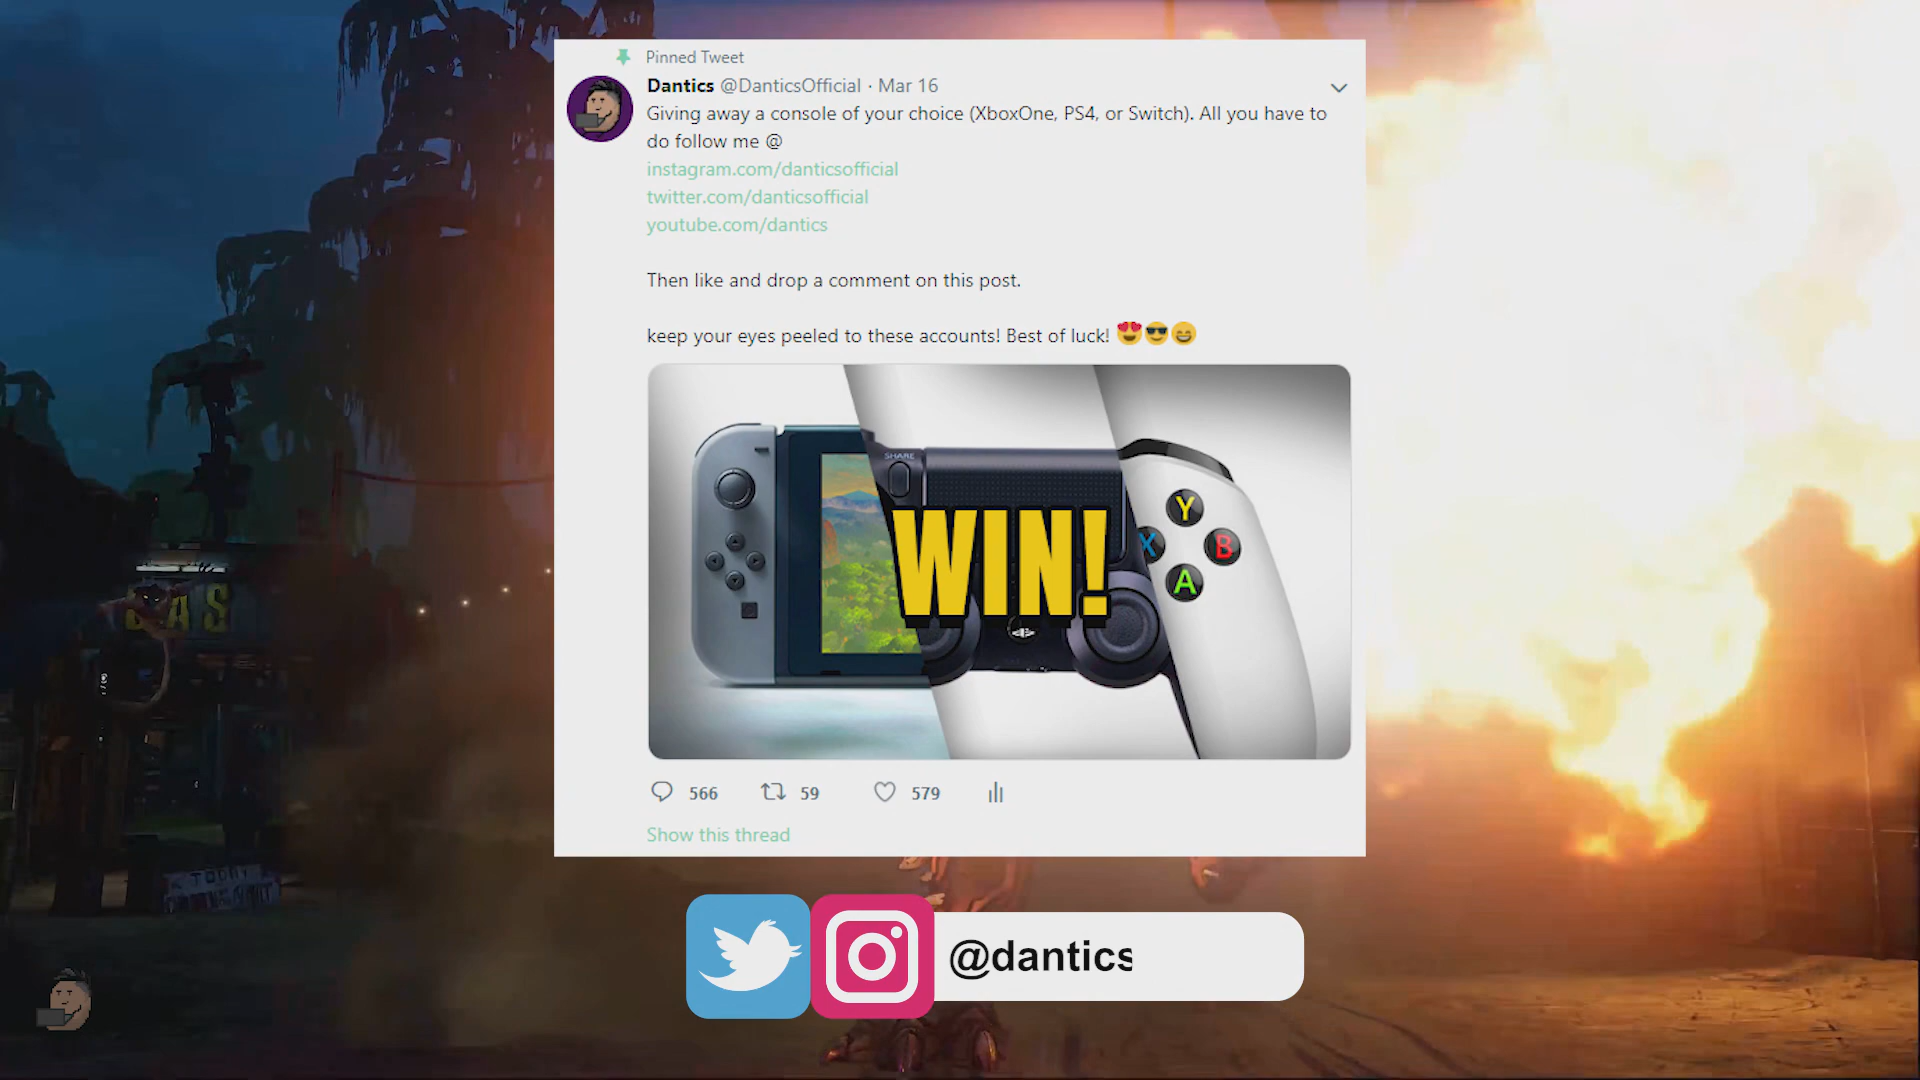 Pinned Tweet
Dantics @DanticsOfficial · Mar 16
Giving away a console of your choice (XboxOne, PS4, or Switch). All you have to
do follow me @
instagram.com/danticsofficial
twitter.com/danticsofficial
youtube.com/dantics
Then like and drop a comment on this post.
keep your eyes peeled to these accounts! Best of luck! 😍😎😄
SHARE
WIN!
Y
X B
A
566 59 579
Show this thread
@dantics
TODAY